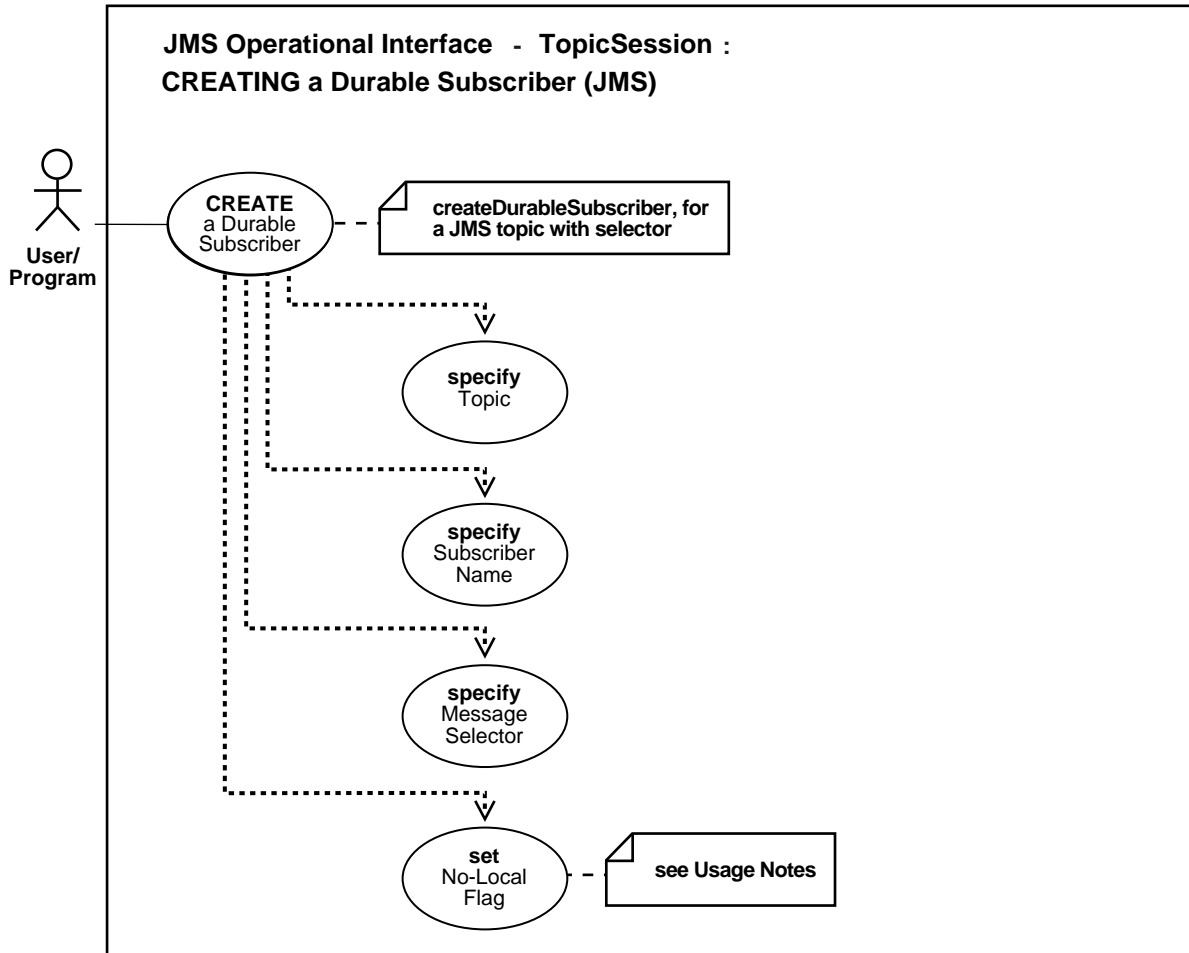 JMS Operational Interface - TopicSession :
CREATING a Durable Subscriber (JMS)
User/
Program
CREATE
a Durable
Subscriber
createDurableSubscriber, for
a JMS topic with selector
specify
Topic
specify
Subscriber
Name
specify
Message
Selector
set
No-Local
Flag
see Usage Notes